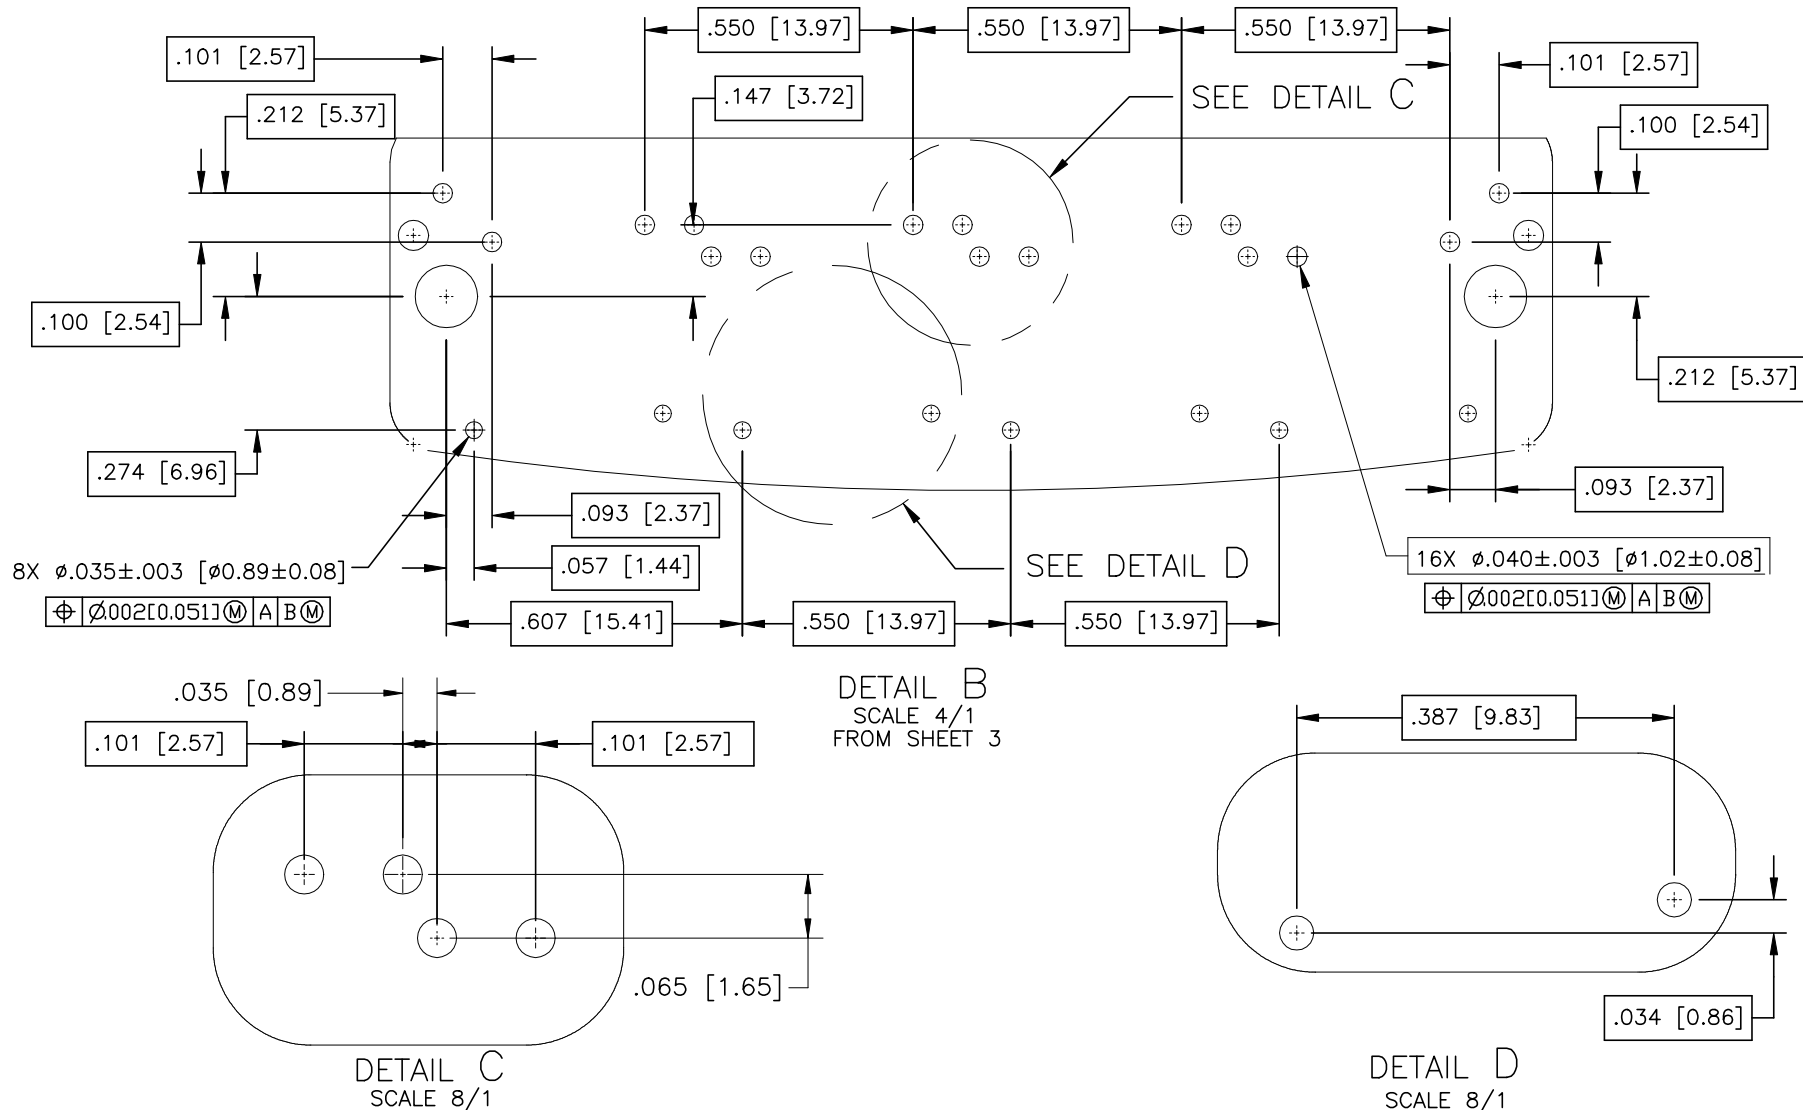 .550 [13.97]
.550 [13.97]
.550 [13.97]
.101 [2.57]
.101 [2.57]
.212 [5.37]
.147 [3.72]
SEE DETAIL C
.100 [2.54]
.100 [2.54]
.212 [5.37]
.274 [6.96]
.093 [2.37]
.093 [2.37]
8X ⌀.035±.003 [⌀0.89±0.08]
.057 [1.44]
SEE DETAIL D
16X ⌀.040±.003 [⌀1.02±0.08]
⌖ ⌀.002[0.051]Ⓜ A BⓂ
⌖ ⌀.002[0.051]Ⓜ A BⓂ
.607 [15.41]
.550 [13.97]
.550 [13.97]
DETAIL B
SCALE 4/1
FROM SHEET 3
.035 [0.89]
.101 [2.57]
.101 [2.57]
.387 [9.83]
.065 [1.65]
.034 [0.86]
DETAIL C
SCALE 8/1
DETAIL D
SCALE 8/1